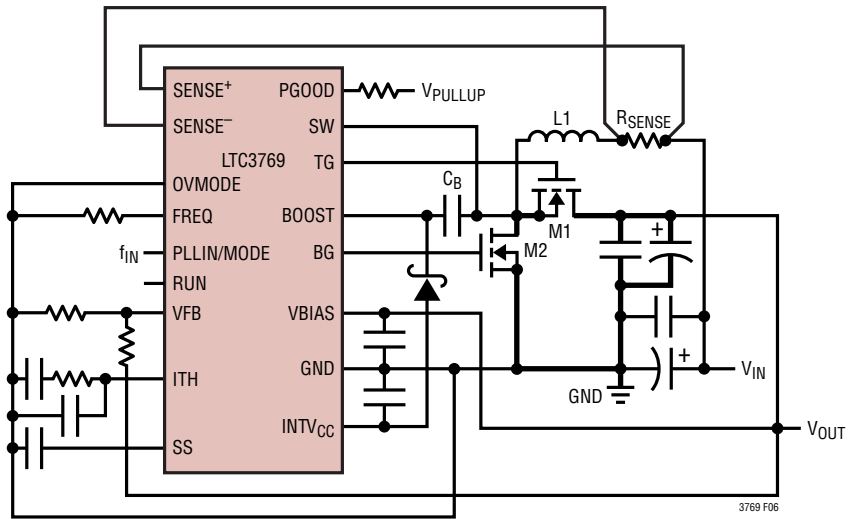 SENSE+
SENSE–
LTC3769
OVMODE
FREQ
fIN
PLLIN/MODE
RUN
VFB
ITH
SS
PGOOD
VPULLUP
SW
TG
BOOST
BG
VBIAS
GND
INTVCC
CB
L1
RSENSE
M1
M2
+
+
GND
VIN
VOUT
3769 F06